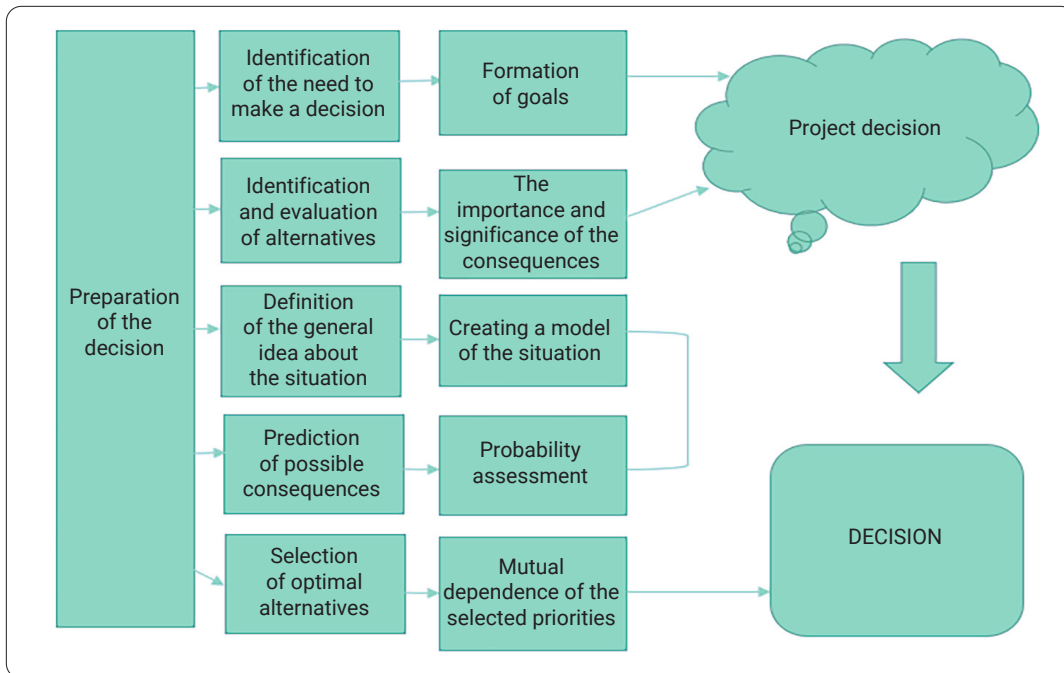 Preparation
of the
decision
Identification
of the need to
make a decision
Formation
of goals
Project decision
Identification
and evaluation
of alternatives
The
importance and
significance of the
consequences
Definition
of the general
idea about
the situation
Creating a model
of the situation
Prediction
of possible
consequences
Probability
assessment
Selection
of optimal
alternatives
Mutual
dependence of the
selected priorities
DECISION